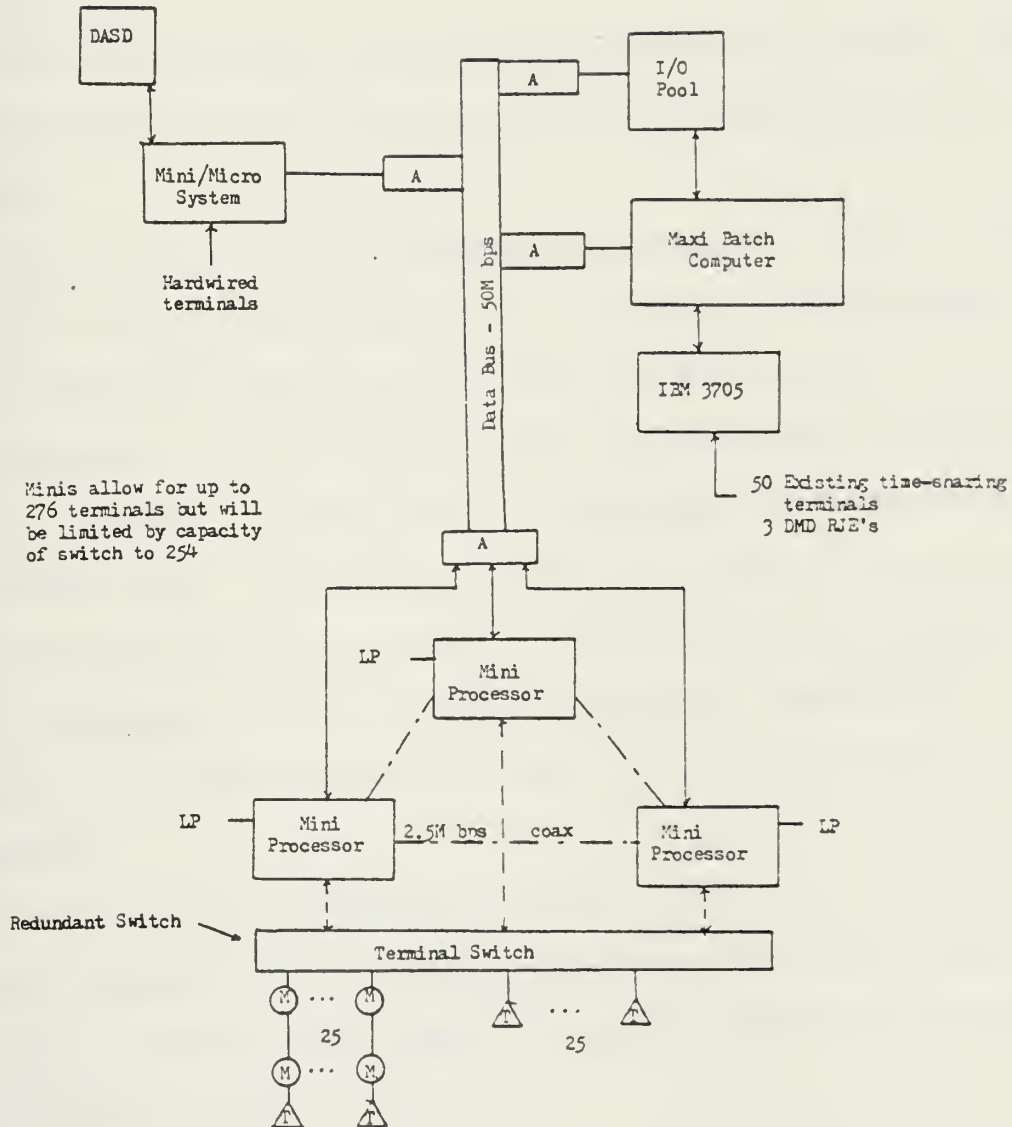 DASD
I/O
Pool
A
Mini/Micro
System
A
Maxi Batch
Computer
A
Hardwired
terminals
Data Bus - 50M bps
IBM 3705
50 Existing time-sharing
terminals
3 DMD RJE's
Minis allow for up to
276 terminals but will
be limited by capacity
of switch to 254
A
LP
Mini
Processor
LP
Mini
Processor
2.5M bps
coax
Mini
Processor
LP
Redundant Switch
Terminal Switch
M ... M
T ... T
25
25
M ... M
T
T